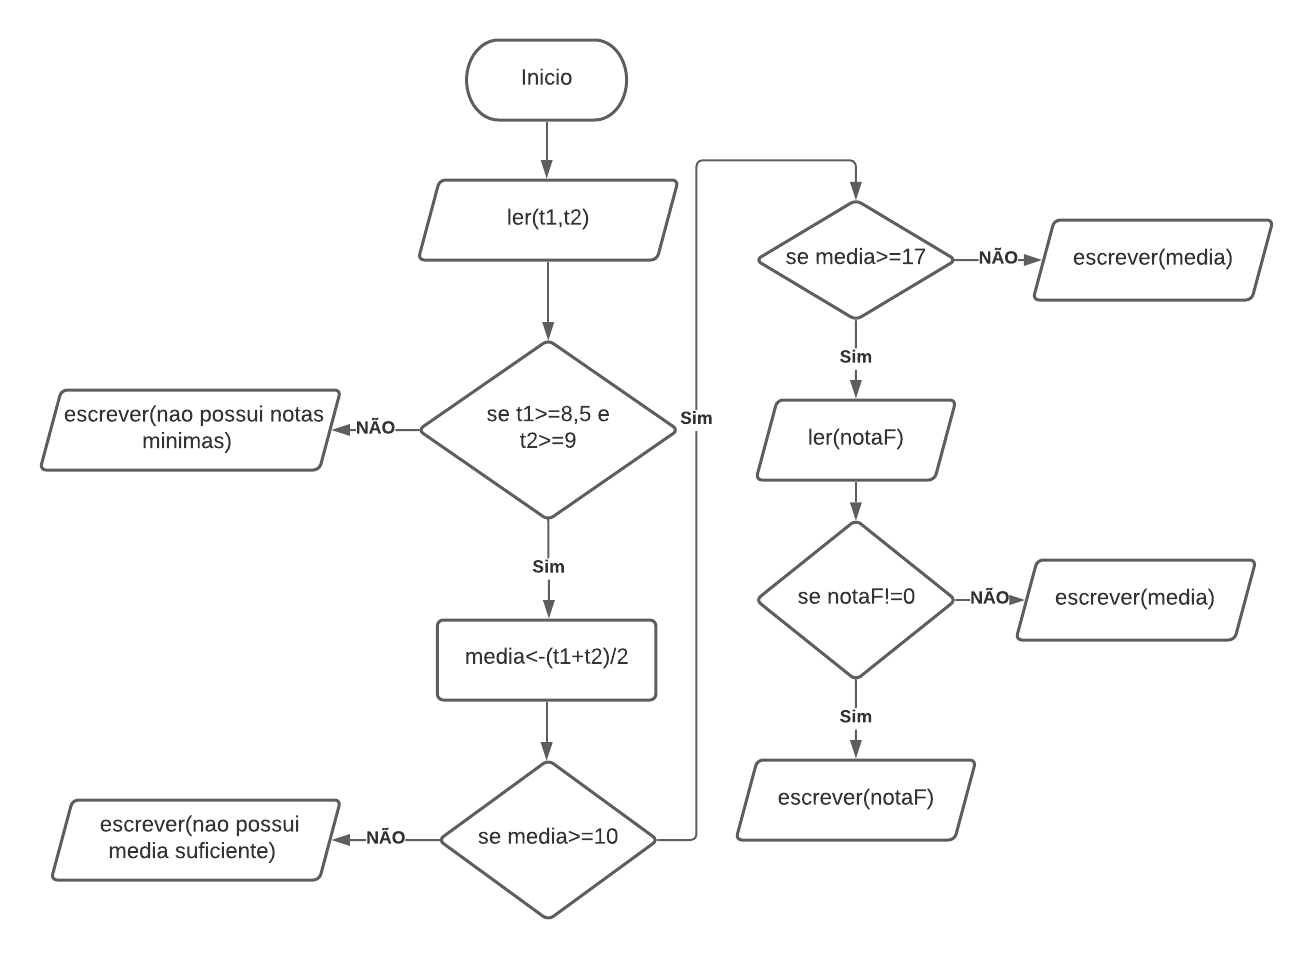 Inicio
ler(t1,t2)
se t1>=8,5 e
t2>=9
NÃO
escrever(nao possui notas
minimas)
Sim
media<-(t1+t2)/2
se media>=10
NÃO
escrever(nao possui
media suficiente)
Sim
se media>=17
NÃO
escrever(media)
Sim
ler(notaF)
se notaF!=0
NÃO
escrever(media)
Sim
escrever(notaF)